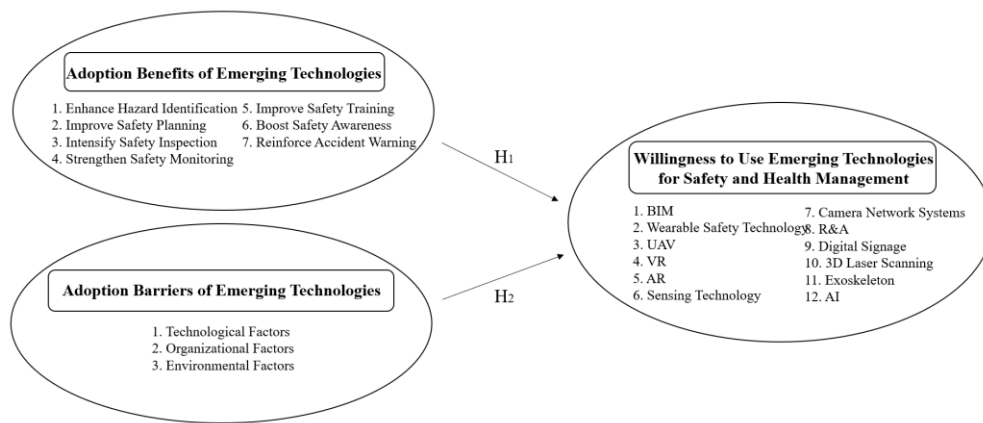 Adoption Benefits of Emerging Technologies
1. Enhance Hazard Identification
2. Improve Safety Planning
3. Intensify Safety Inspection
4. Strengthen Safety Monitoring
5. Improve Safety Training
6. Boost Safety Awareness
7. Reinforce Accident Warning
H1
Adoption Barriers of Emerging Technologies
1. Technological Factors
2. Organizational Factors
3. Environmental Factors
H2
Willingness to Use Emerging Technologies
for Safety and Health Management
1. BIM
2. Wearable Safety Technology
3. UAV
4. VR
5. AR
6. Sensing Technology
7. Camera Network Systems
8. R&A
9. Digital Signage
10. 3D Laser Scanning
11. Exoskeleton
12. AI